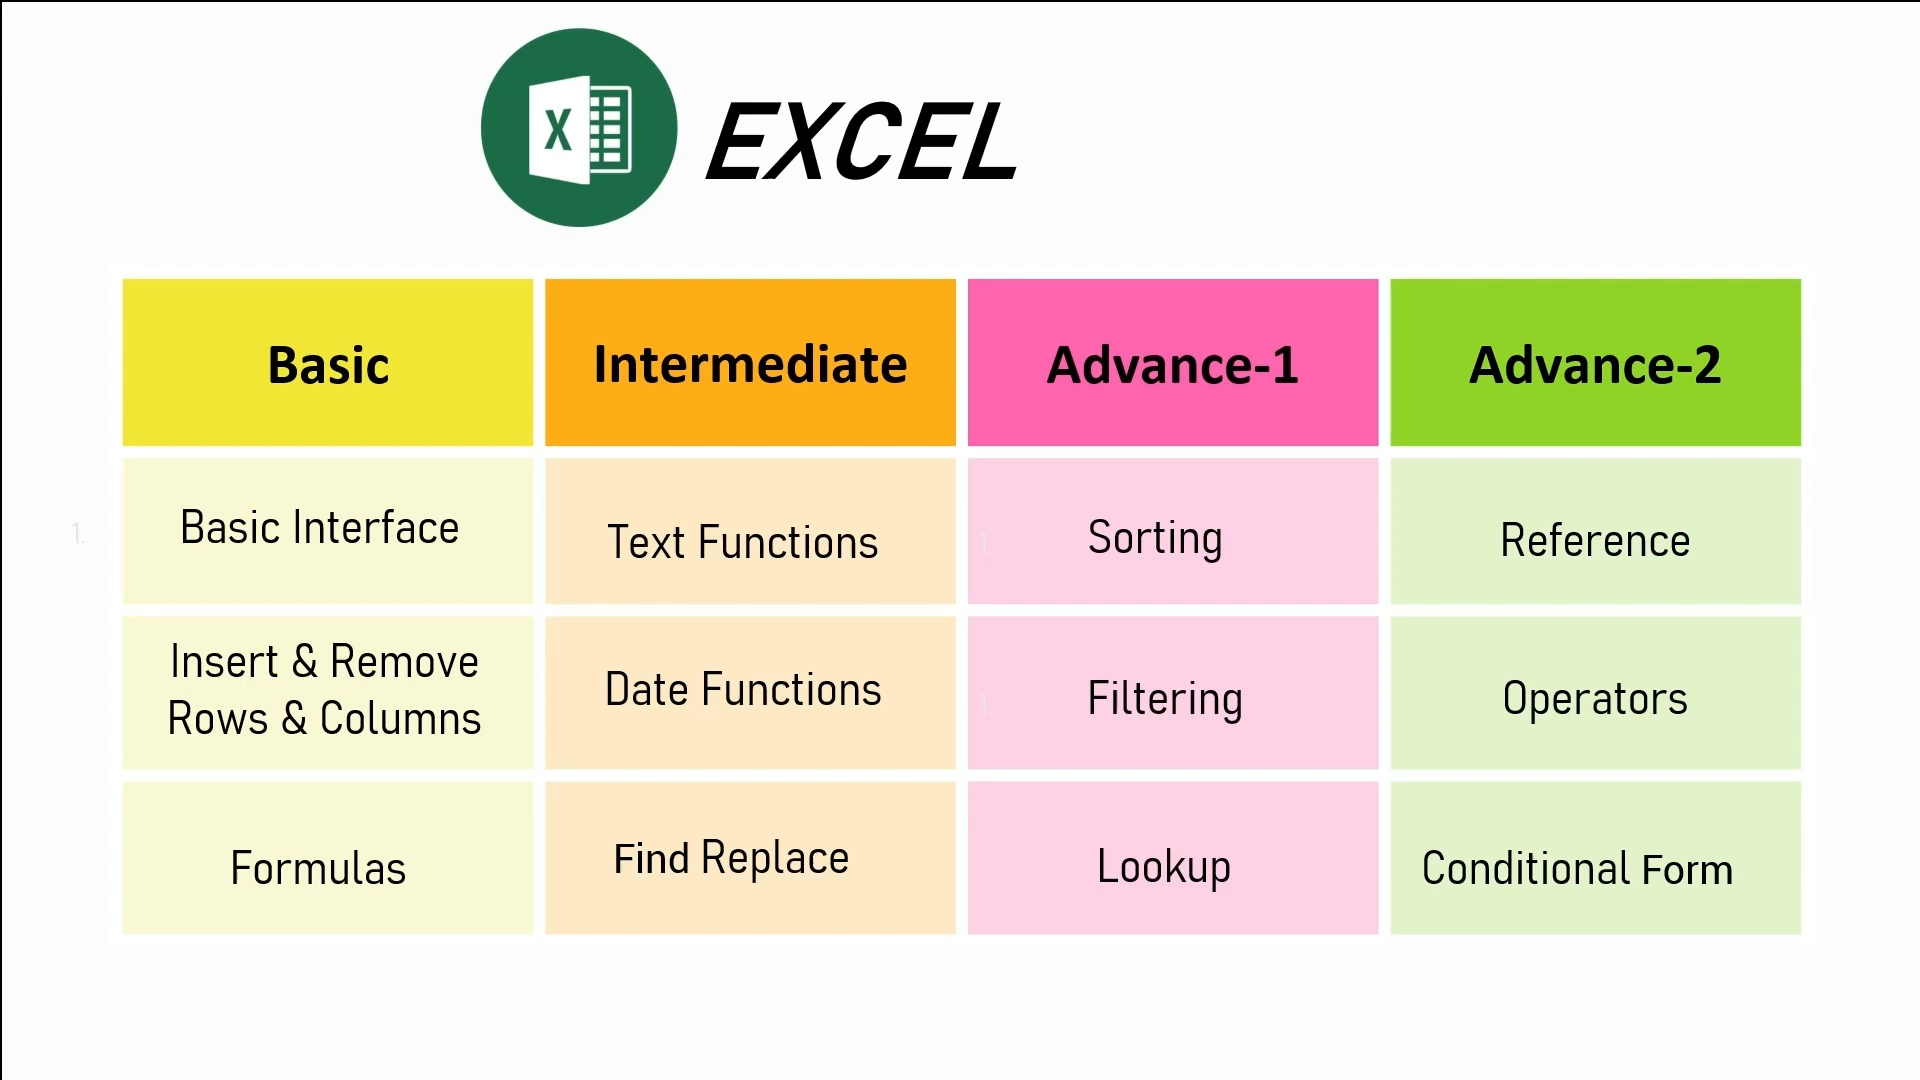 X
EXCEL
Basic
Intermediate
Advance-1
Advance-2
1.
Basic Interface
Text Functions
1.
Sorting
Reference
Insert & Remove
Rows & Columns
Date Functions
1.
Filtering
Operators
Formulas
Find Replace
Lookup
Conditional Form